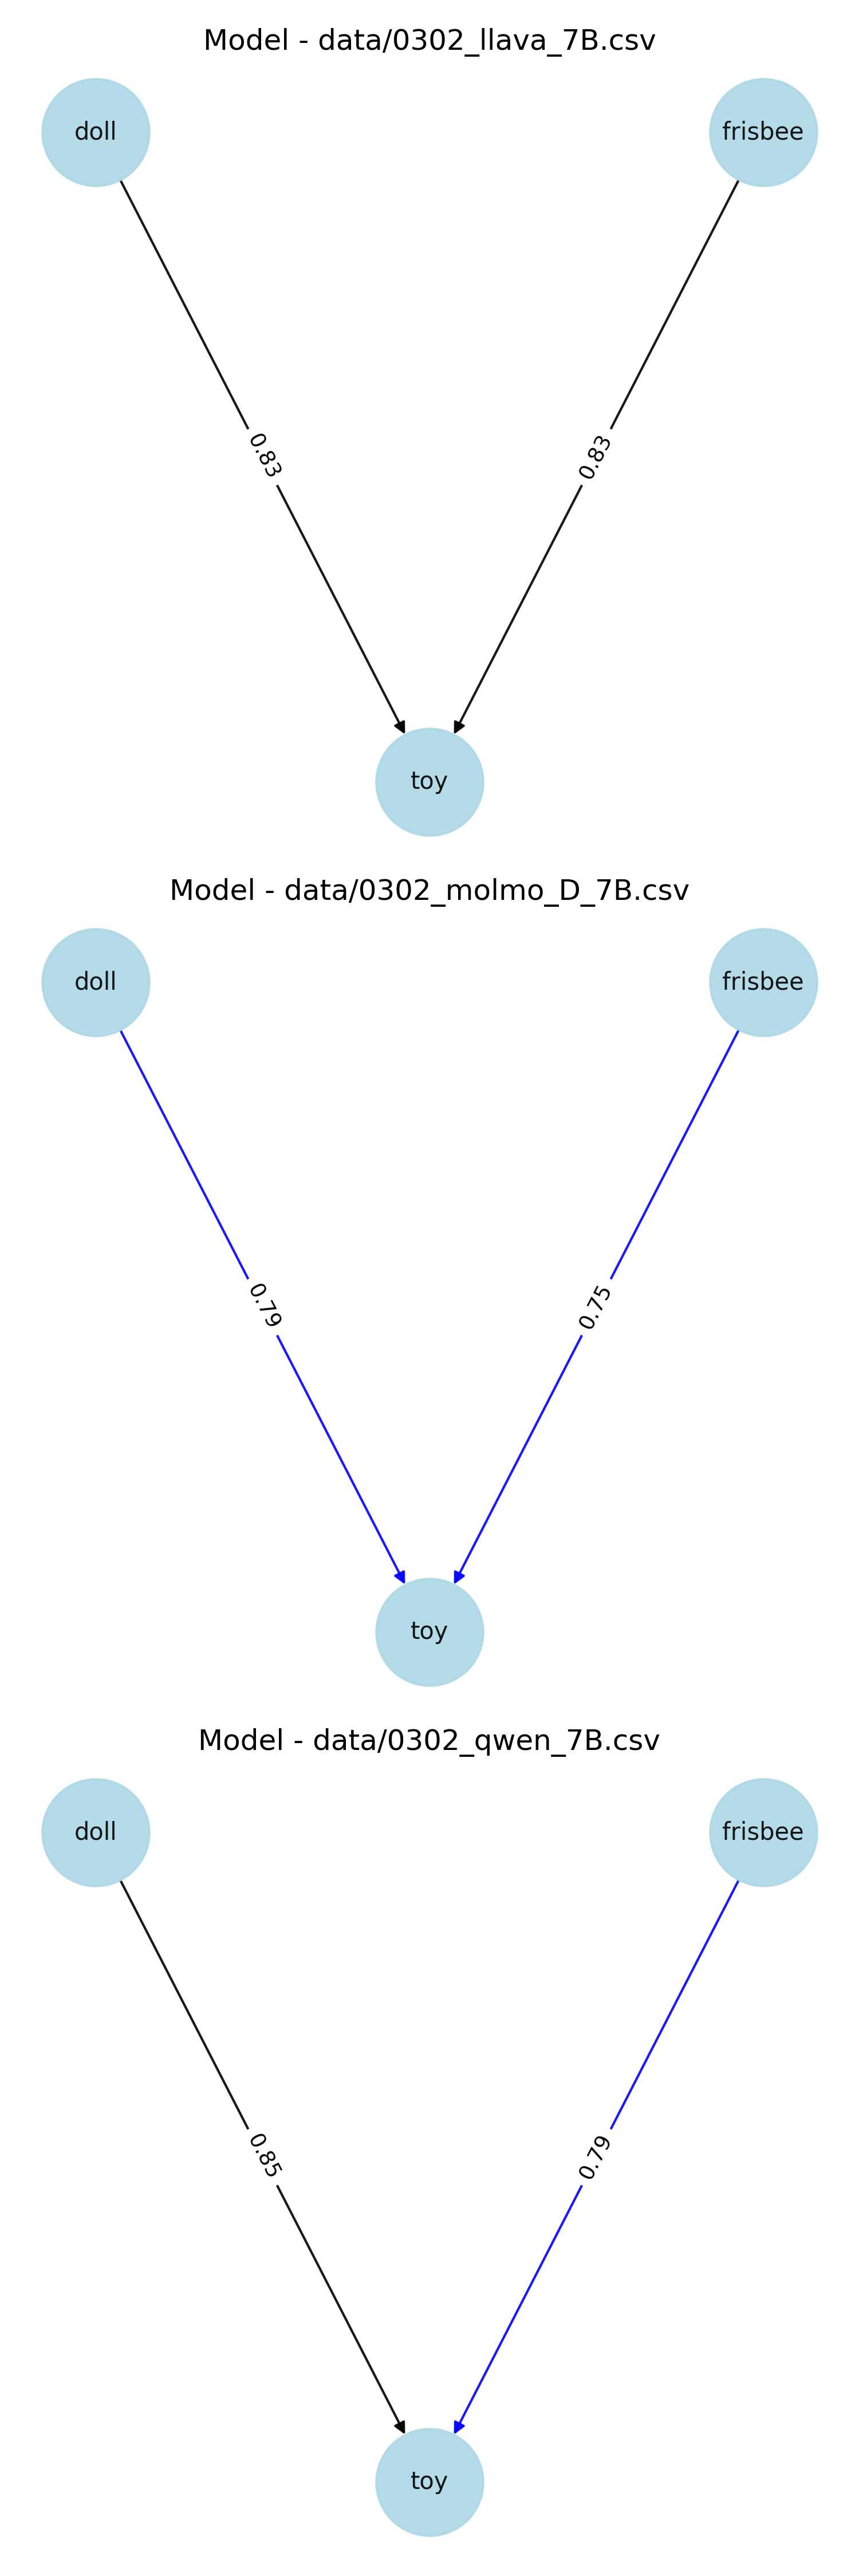 Model - data/0302_llava_7B.csv
doll
frisbee
0.83
0.83
toy
Model - data/0302_molmo_D_7B.csv
doll
frisbee
0.79
0.75
toy
Model - data/0302_qwen_7B.csv
doll
frisbee
0.85
0.79
toy